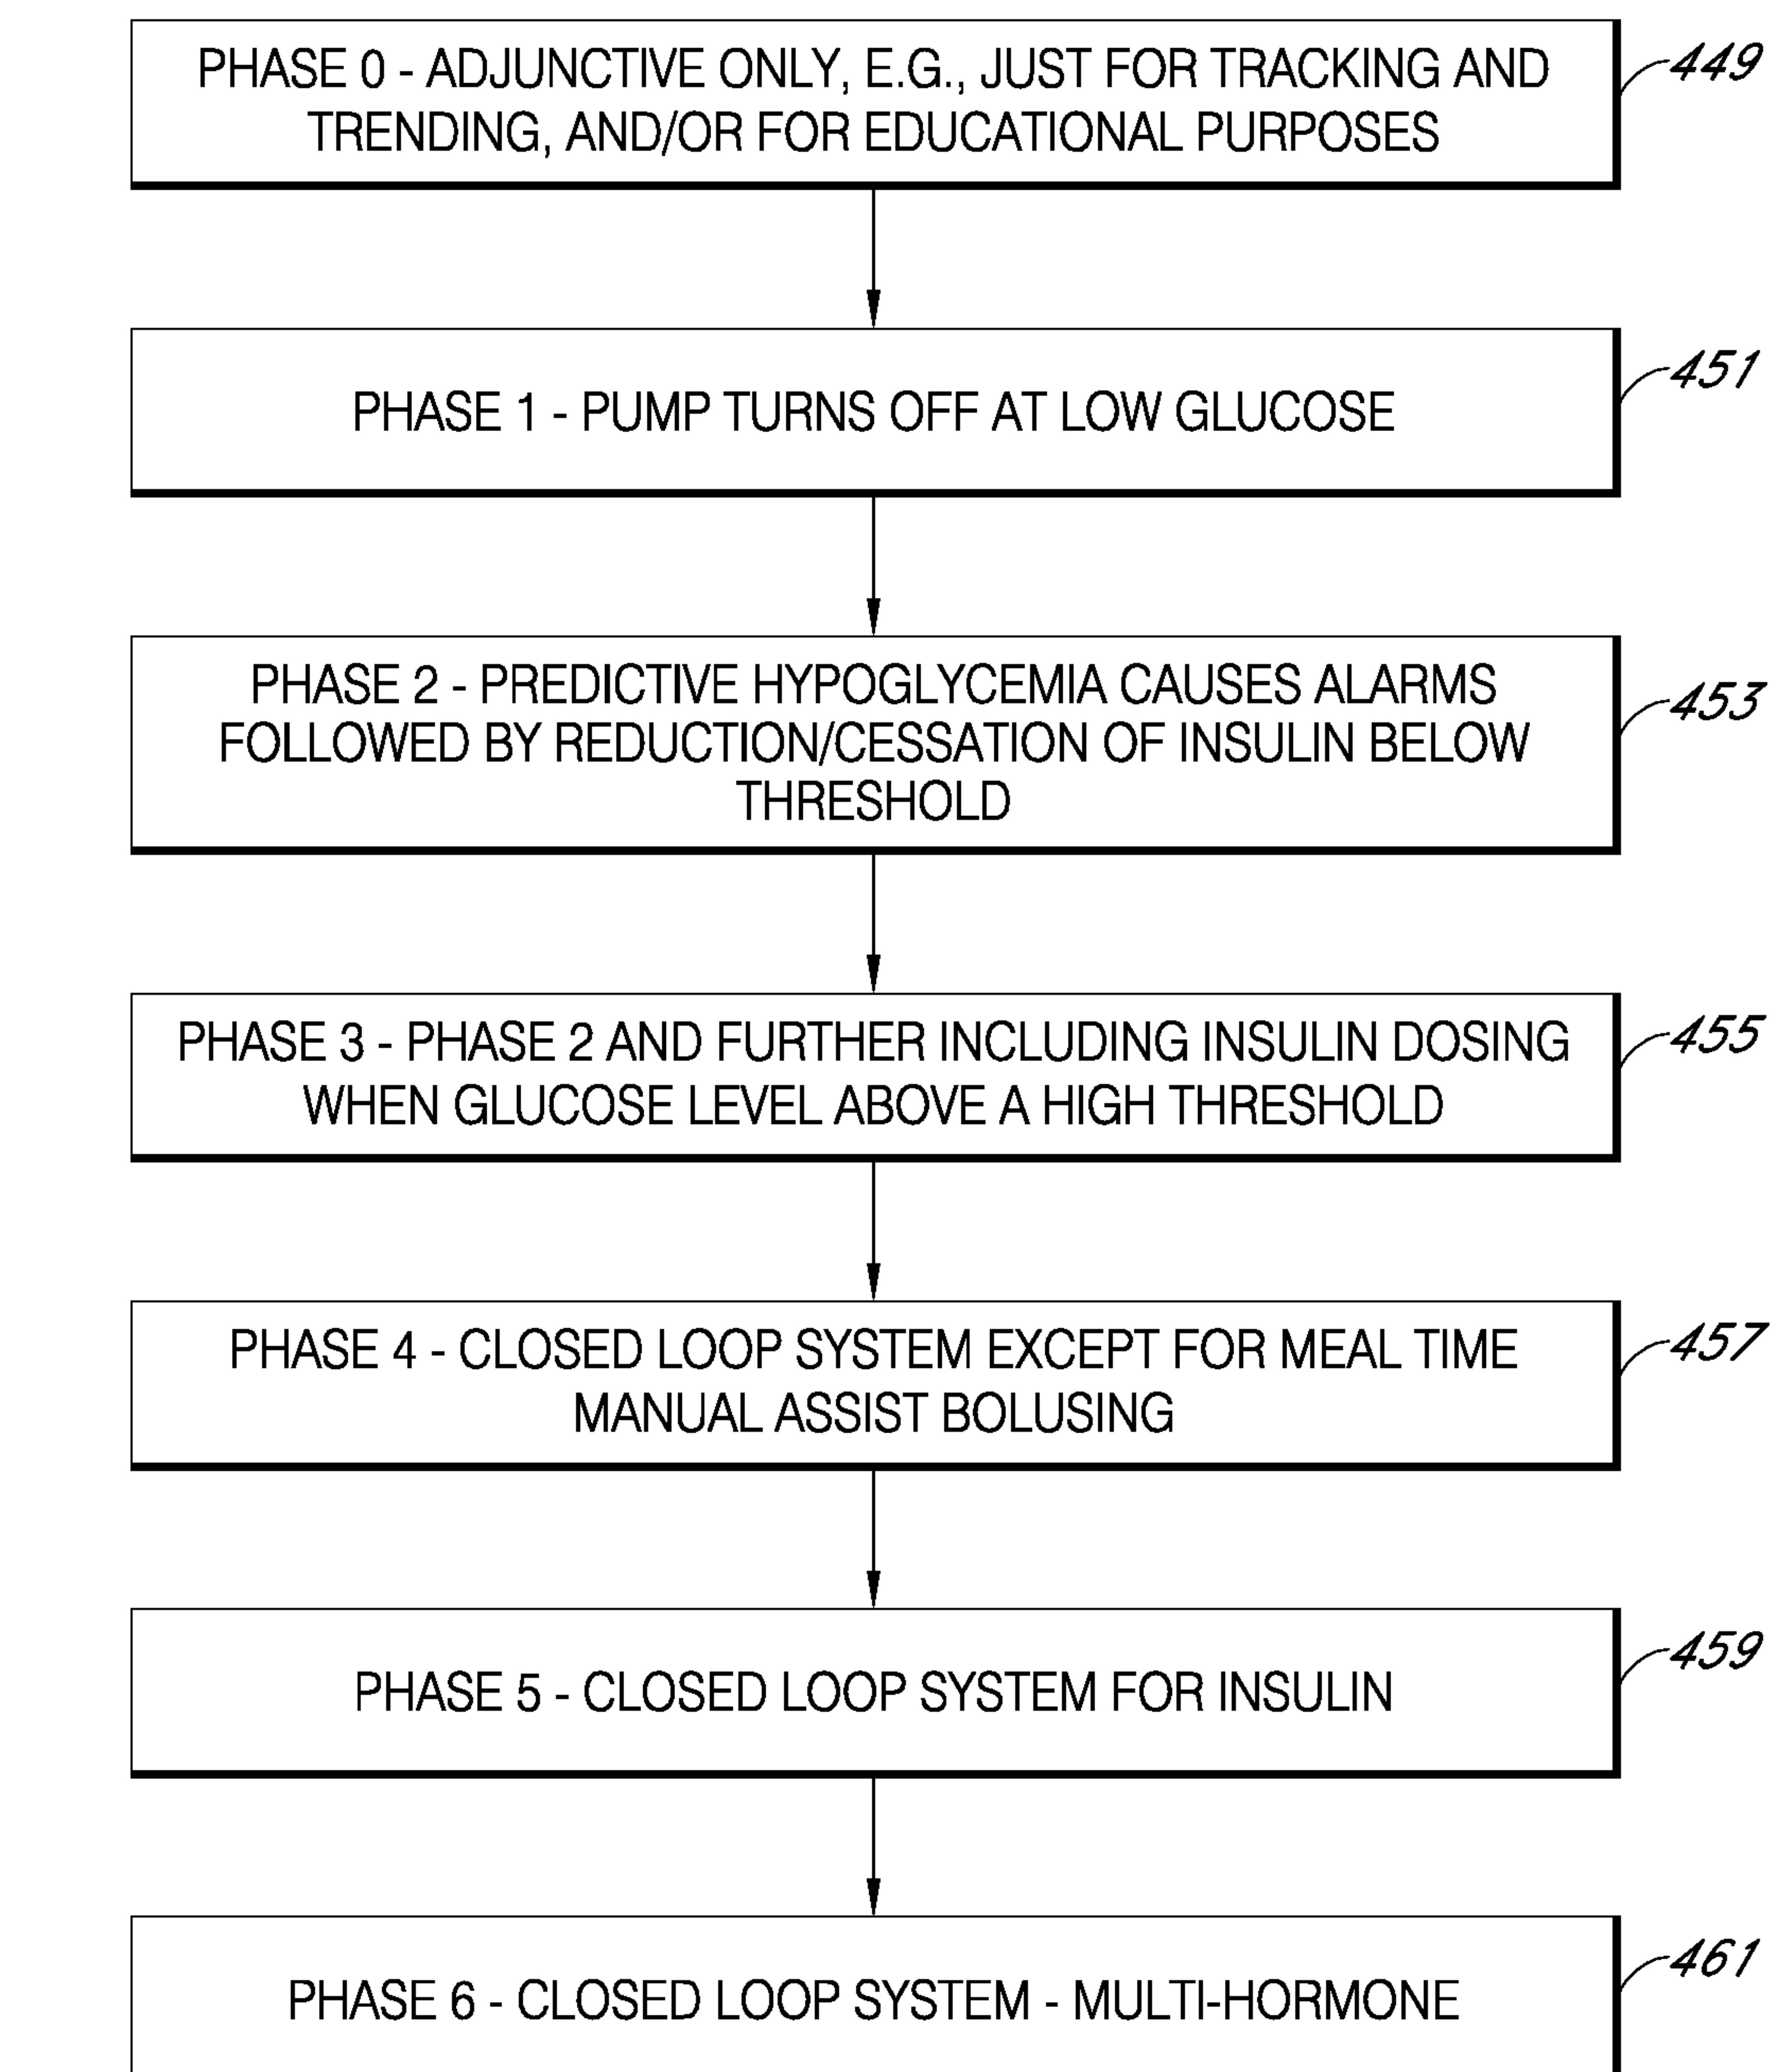 PHASE 0 - ADJUNCTIVE ONLY, E.G., JUST FOR TRACKING AND
TRENDING, AND/OR FOR EDUCATIONAL PURPOSES
449
PHASE 1 - PUMP TURNS OFF AT LOW GLUCOSE
451
PHASE 2 - PREDICTIVE HYPOGLYCEMIA CAUSES ALARMS
FOLLOWED BY REDUCTION/CESSATION OF INSULIN BELOW
THRESHOLD
453
PHASE 3 - PHASE 2 AND FURTHER INCLUDING INSULIN DOSING
WHEN GLUCOSE LEVEL ABOVE A HIGH THRESHOLD
455
PHASE 4 - CLOSED LOOP SYSTEM EXCEPT FOR MEAL TIME
MANUAL ASSIST BOLUSING
457
PHASE 5 - CLOSED LOOP SYSTEM FOR INSULIN
459
PHASE 6 - CLOSED LOOP SYSTEM - MULTI-HORMONE
461